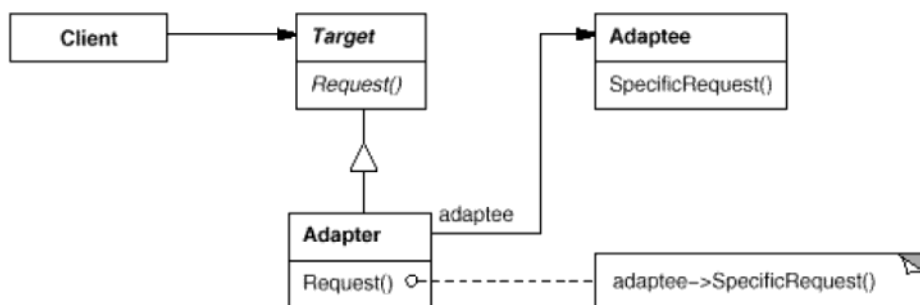 Client
Target
Request()
Adaptee
SpecificRequest()
adaptee
Adapter
Request()
adaptee->SpecificRequest()